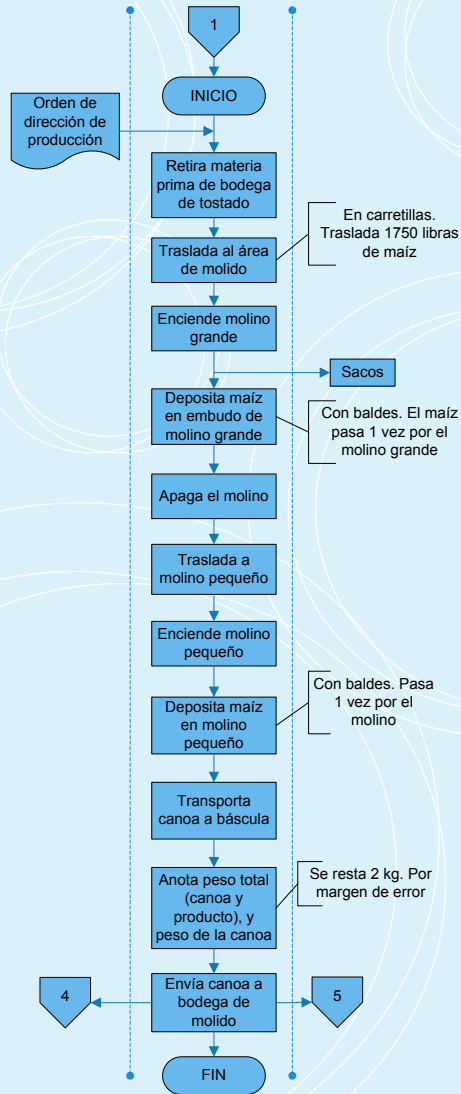 1
INICIO
Orden de
dirección de
producción
Retira materia
prima de bodega
de tostado
En carretillas.
Traslada 1750 libras
de maíz
Traslada al área
de molido
Enciende molino
grande
Sacos
Deposita maíz
en embudo de
molino grande
Con baldes. El maíz
pasa 1 vez por el
molino grande
Apaga el molino
Traslada a
molino pequeño
Enciende molino
pequeño
Con baldes. Pasa
1 vez por el
molino
Deposita maíz
en molino
pequeño
Transporta
canoa a báscula
Anota peso total
(canoa y
producto), y
peso de la canoa
Se resta 2 kg. Por
margen de error
4
Envía canoa a
bodega de
molido
5
FIN